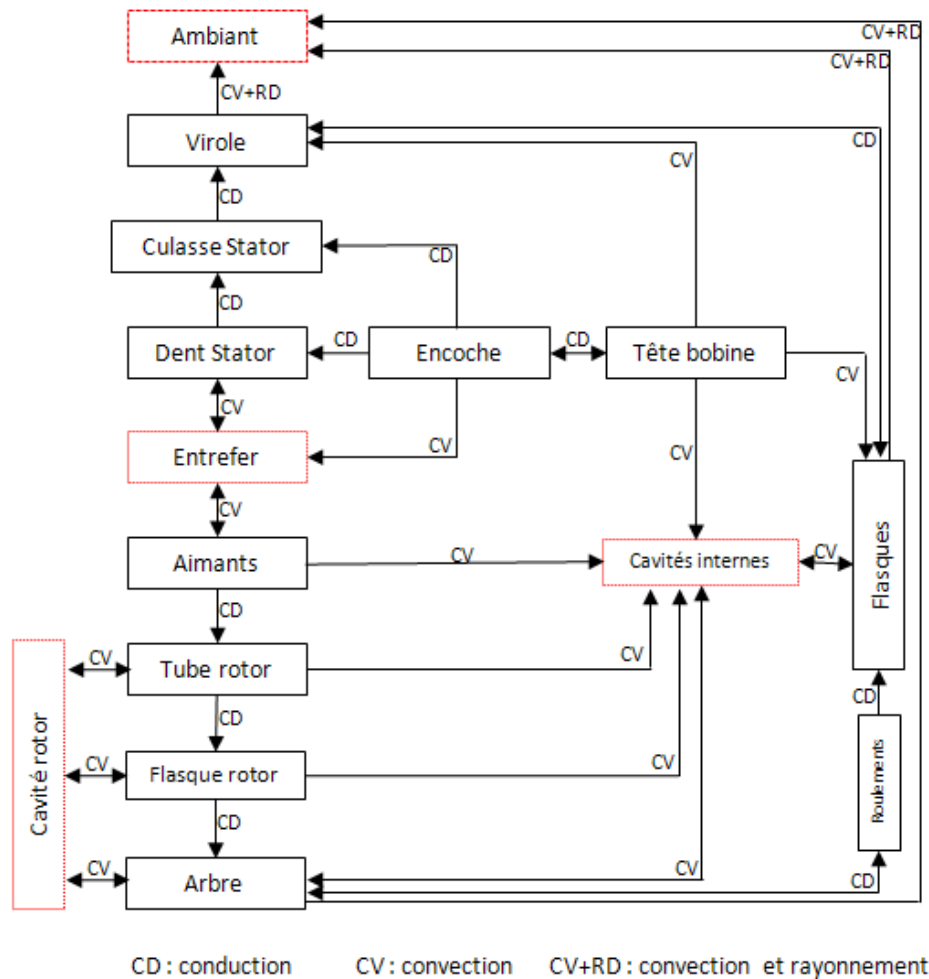 Ambiant
CV+RD
CV+RD
CV+RD
Virole
CD
CV
CD
Culasse Stator
CD
CD
Dent Stator
CD
Encoche
CD
Tête bobine
CV
CV
Entrefer
CV
CV
CV
Aimants
CV
Cavités internes
CV
Flasques
CD
Tube rotor
CV
CV
CD
CD
Cavité rotor
CV
Flasque rotor
CV
Roulements
CD
CV
Arbre
CV
CD
CD : conduction CV : convection CV+RD : convection et rayonnement